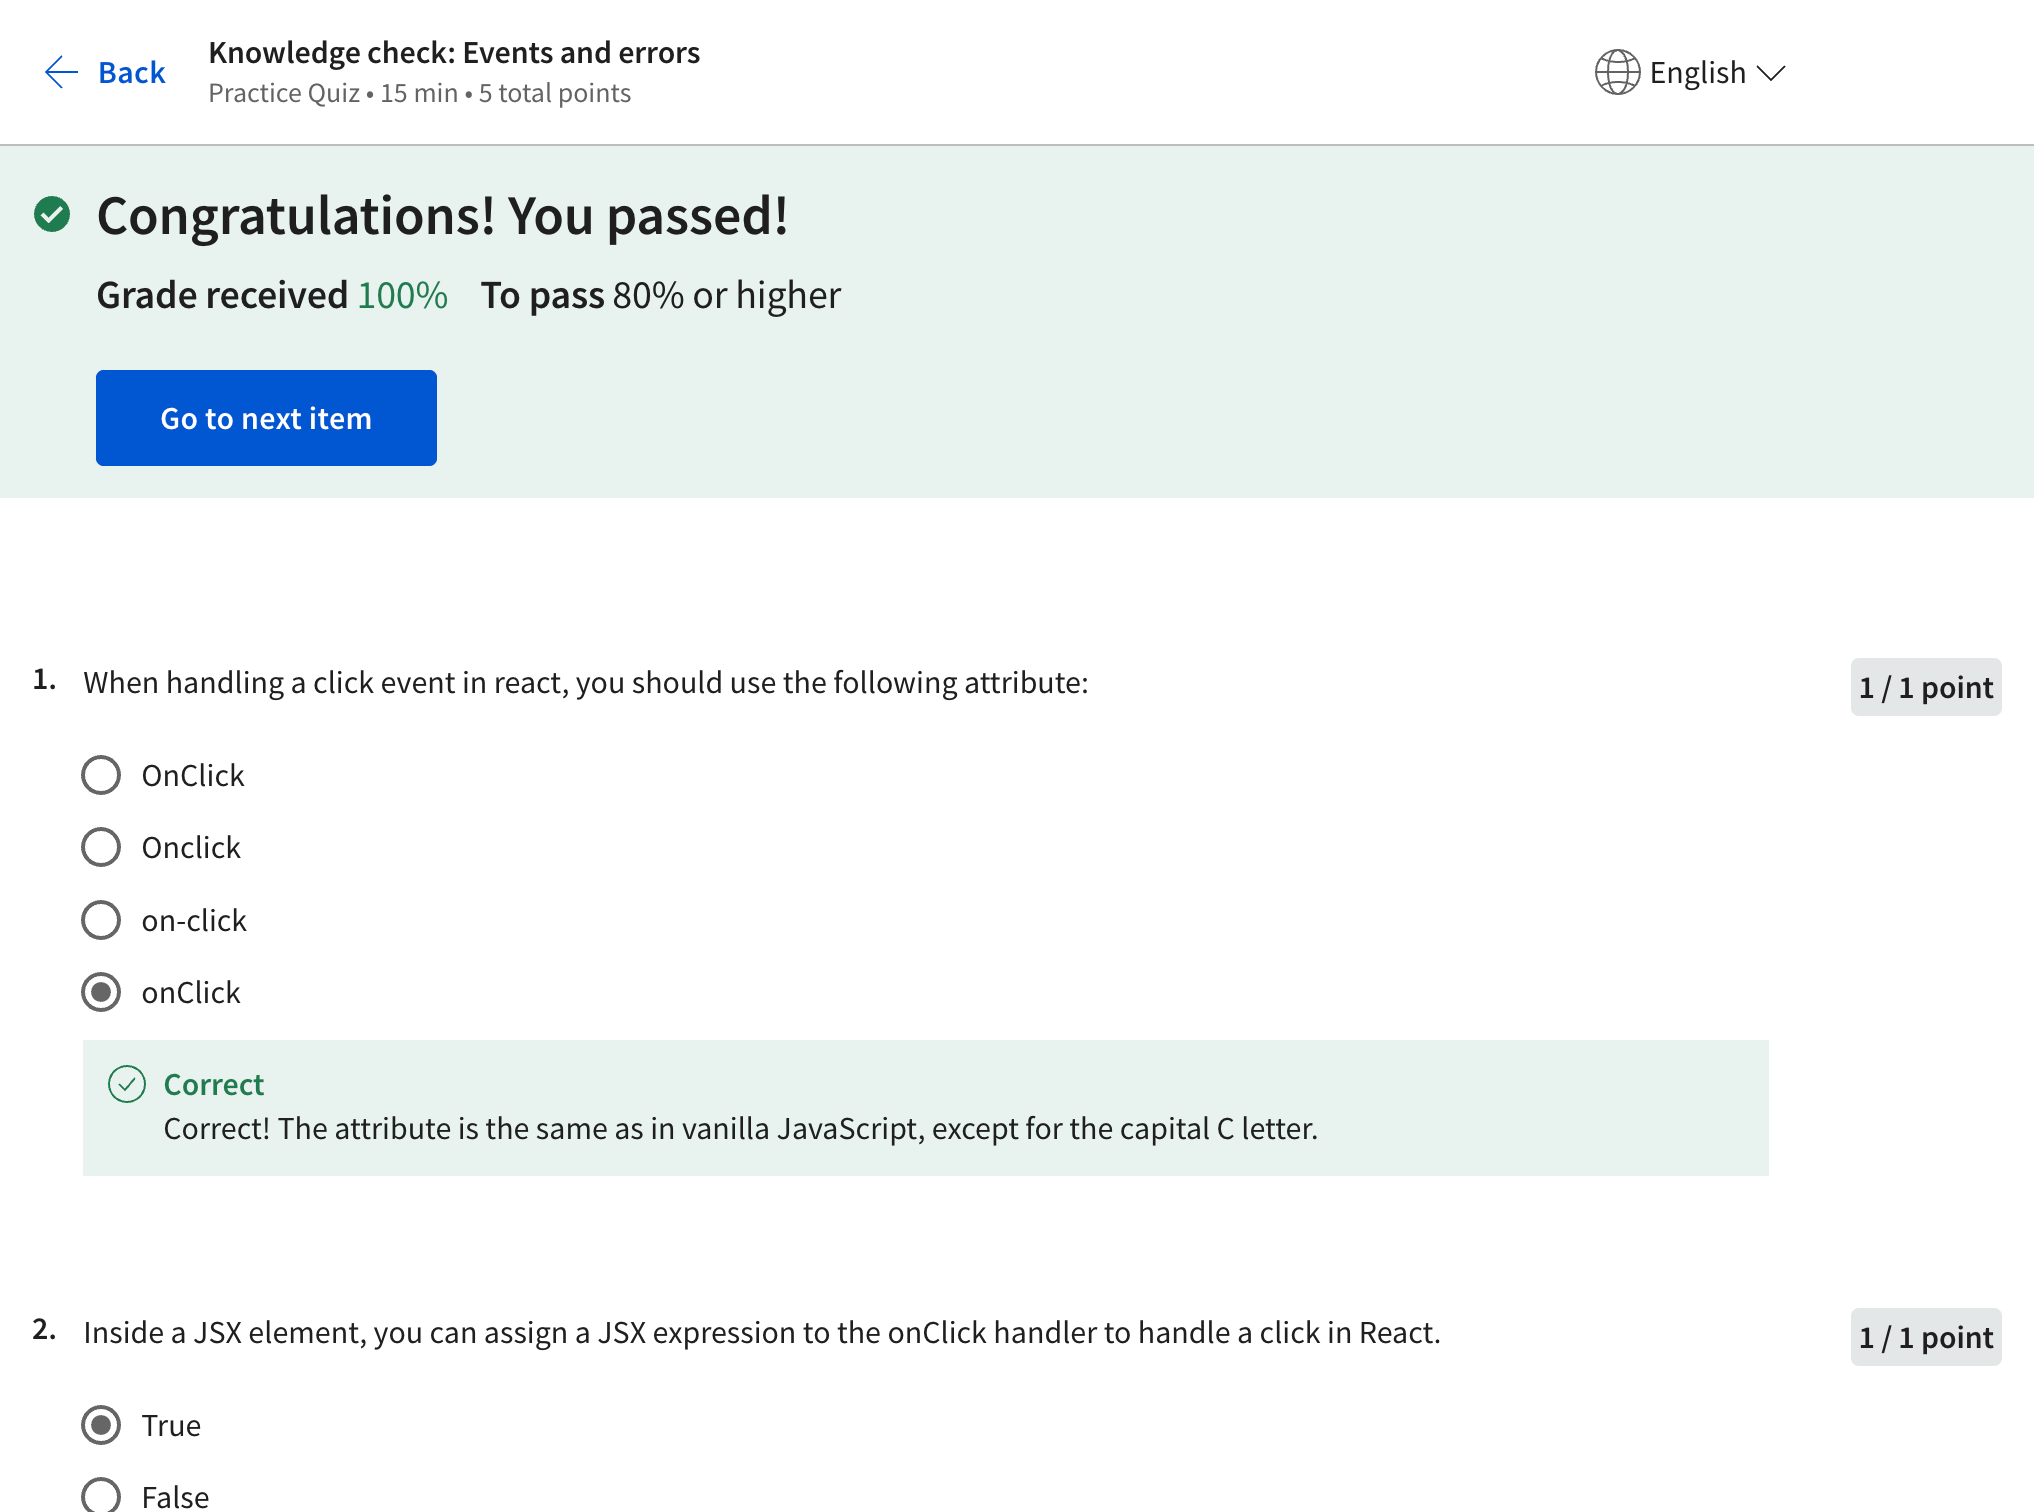 Back
Knowledge check: Events and errors
Practice Quiz • 15 min • 5 total points
English
Congratulations! You passed!
Grade received 100% To pass 80% or higher
Go to next item
1. When handling a click event in react, you should use the following attribute:
1 / 1 point
OnClick
Onclick
on-click
onClick
Correct
Correct! The attribute is the same as in vanilla JavaScript, except for the capital C letter.
2. Inside a JSX element, you can assign a JSX expression to the onClick handler to handle a click in React.
1 / 1 point
True
False